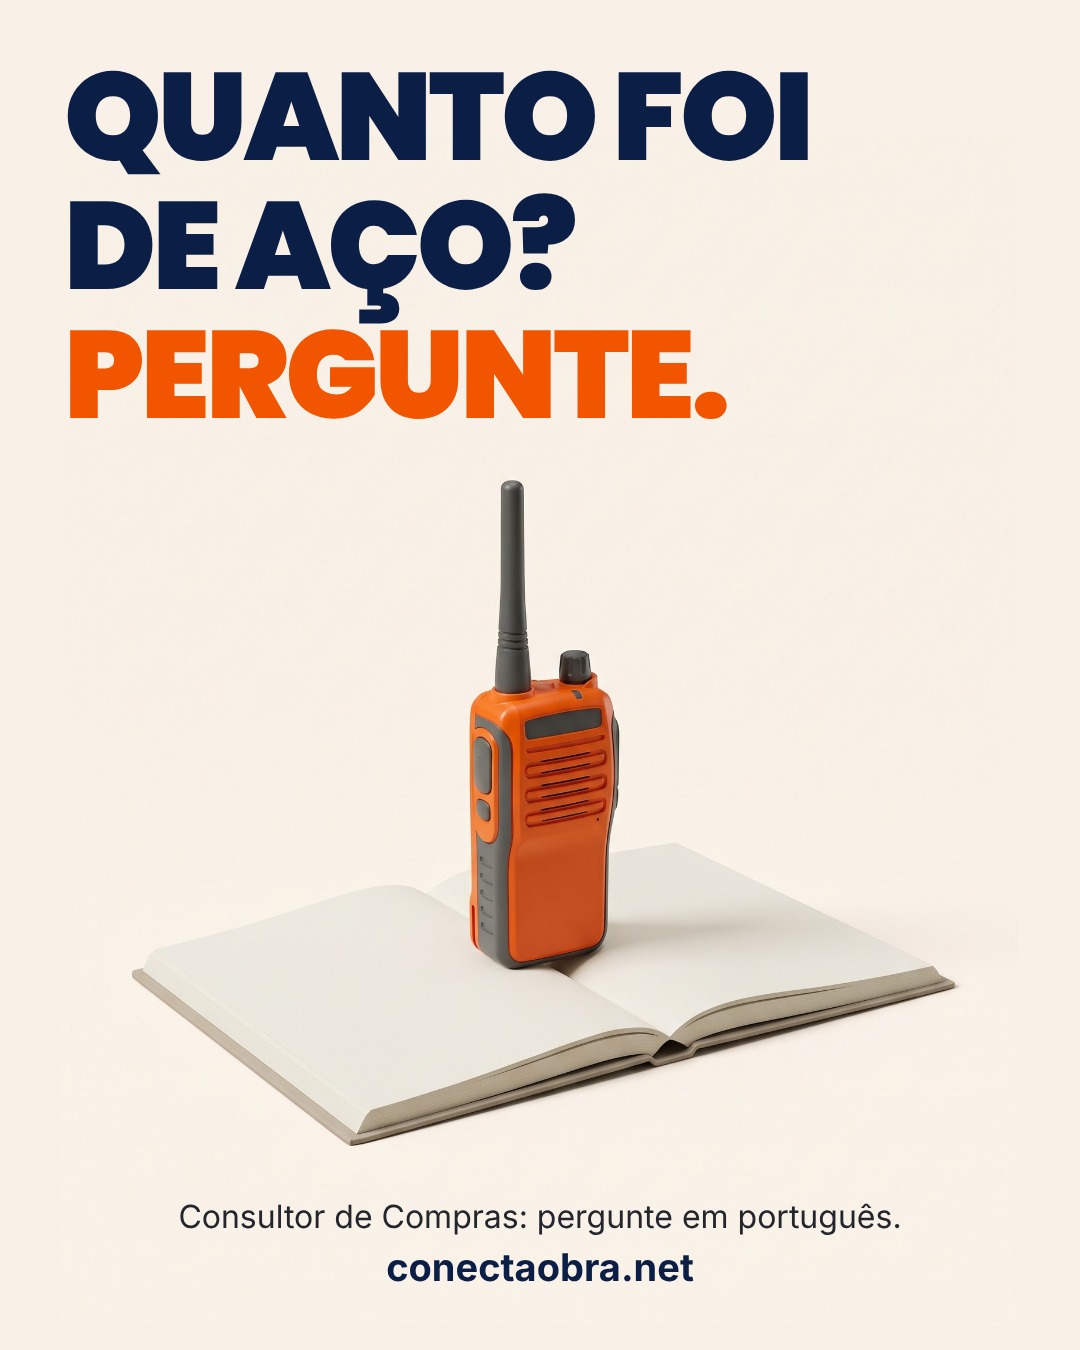 QUANTO FOI
DE AÇO?
PERGUNTE.
Consultor de Compras: pergunte em português.
conectaobra.net